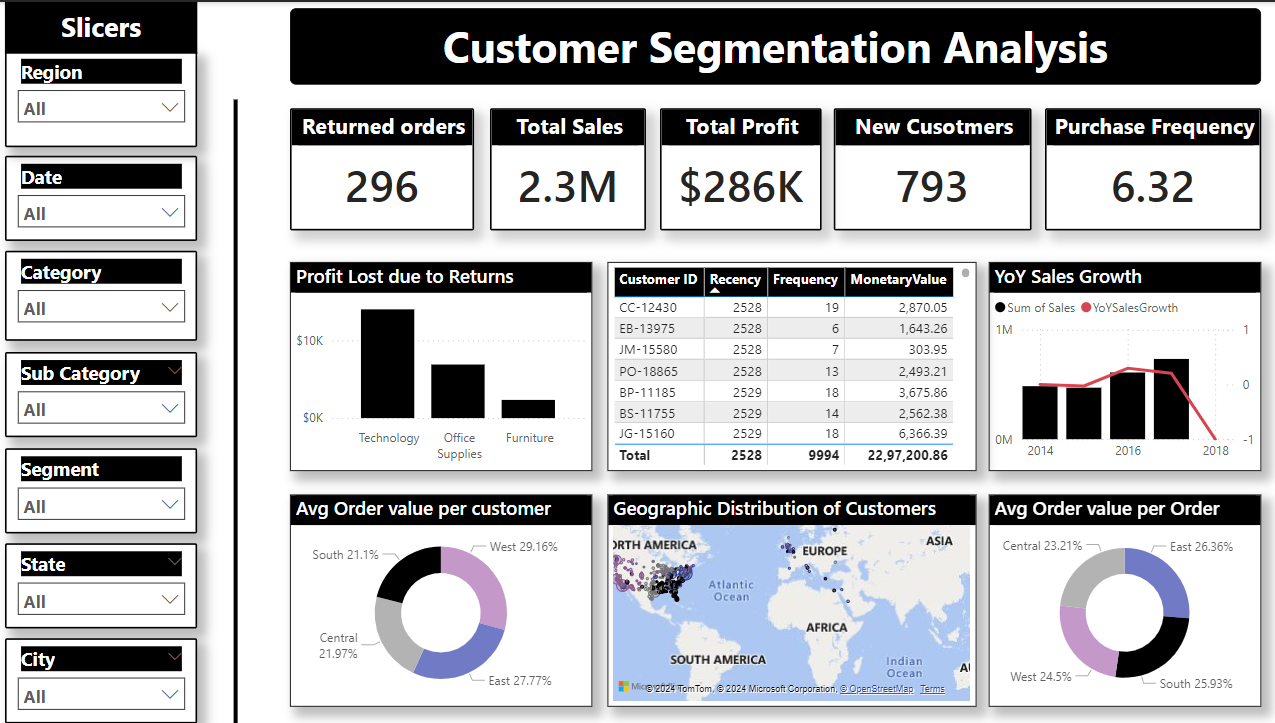 Slicers
Region
All
Date
All
Category
All
Sub Category
All
Segment
All
State
All
City
All
Customer Segmentation Analysis
Returned orders
296
Total Sales
2.3M
Total Profit
$286K
New Cusotmers
793
Purchase Frequency
6.32
Profit Lost due to Returns
$10K
$0K
Technology
Office
Supplies
Furniture
Customer ID Recency Frequency MonetaryValue
CC-12430 2528 19 2,870.05
EB-13975 2528 6 1,643.26
JM-15580 2528 7 303.95
PO-18865 2528 13 2,493.21
BP-11185 2529 18 3,675.86
BS-11755 2529 14 2,562.38
JG-15160 2529 18 6,366.39
Total 2528 9994 22,97,200.86
YoY Sales Growth
Sum of Sales YoYSalesGrowth
1M 1
0
0M -1
2014 2016 2018
Avg Order value per customer
South 21.1%
West 29.16%
Central
21.97%
East 27.77%
Geographic Distribution of Customers
ORTH AMERICA
EUROPE
ASIA
Atlantic
Ocean
AFRICA
SOUTH AMERICA
Indian
Ocean
AU
© 2024 TomTom, © 2024 Microsoft Corporation, © OpenStreetMap Terms
Avg Order value per Order
Central 23.21%
East 26.36%
West 24.5%
South 25.93%